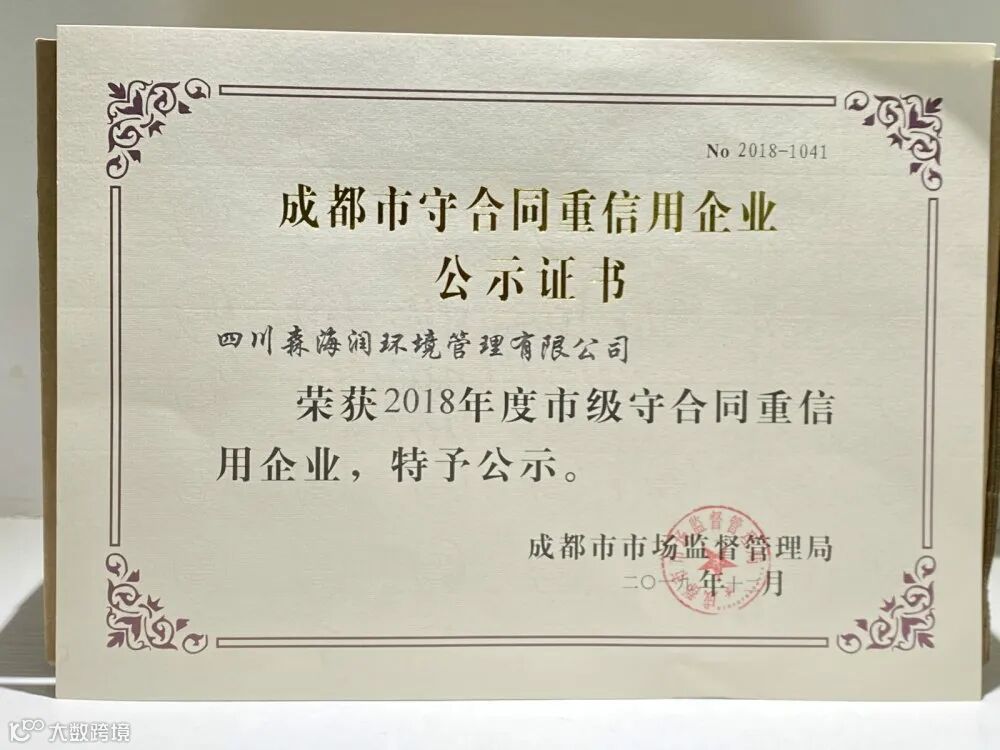 No 2018-1041
成都市守合同重信用企业
公示证书
四川森海润环境管理有限公司
荣获2018年度市级守合同重信
用企业，特予公示。
成都市市场监督管理局
二〇一九年十一月
大数跨境